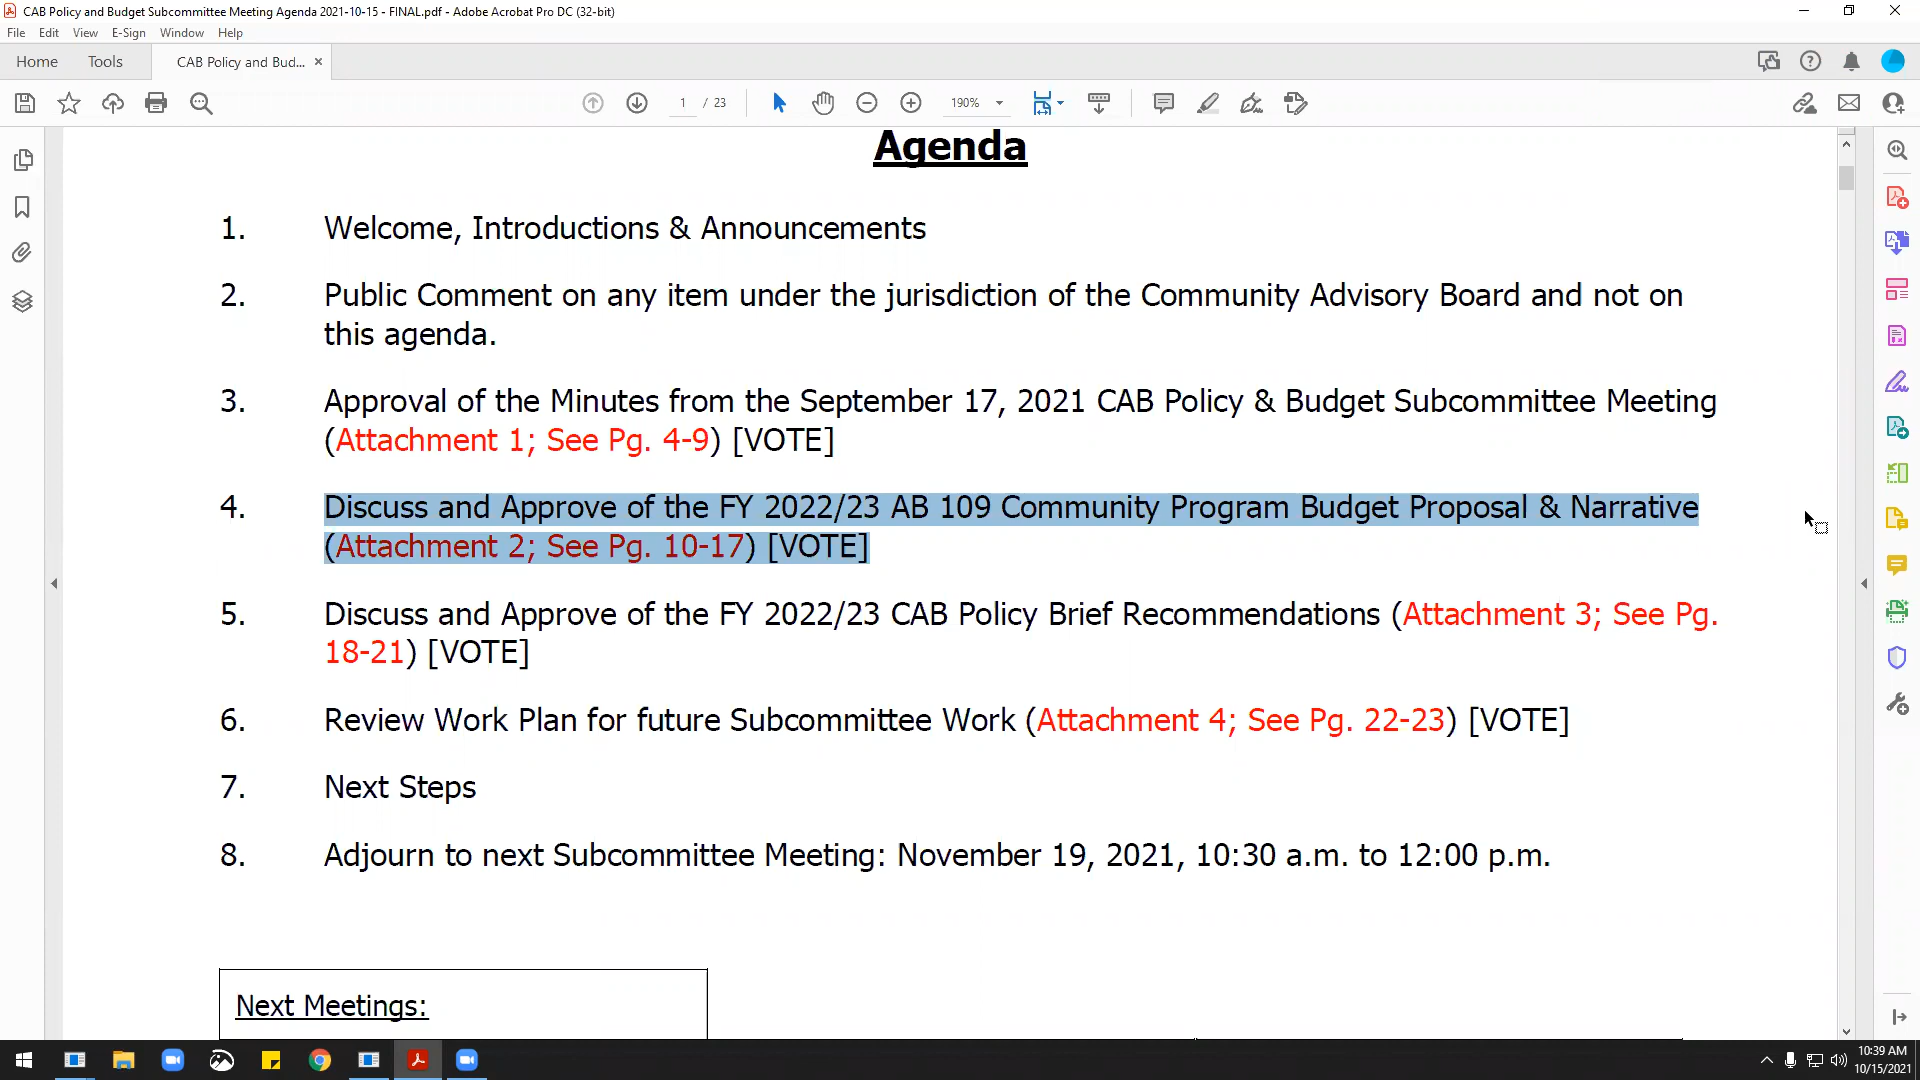 CAB Policy and Budget Subcommittee Meeting Agenda 2021-10-15 - FINAL.pdf - Adobe Acrobat Pro DC (32-bit)
File Edit View E-Sign Window Help
Home Tools CAB Policy and Bud... ×
1 / 23 190%
Agenda
1. Welcome, Introductions & Announcements
2. Public Comment on any item under the jurisdiction of the Community Advisory Board and not on
this agenda.
3. Approval of the Minutes from the September 17, 2021 CAB Policy & Budget Subcommittee Meeting
(Attachment 1; See Pg. 4-9) [VOTE]
4. Discuss and Approve of the FY 2022/23 AB 109 Community Program Budget Proposal & Narrative
(Attachment 2; See Pg. 10-17) [VOTE]
5. Discuss and Approve of the FY 2022/23 CAB Policy Brief Recommendations (Attachment 3; See Pg.
18-21) [VOTE]
6. Review Work Plan for future Subcommittee Work (Attachment 4; See Pg. 22-23) [VOTE]
7. Next Steps
8. Adjourn to next Subcommittee Meeting: November 19, 2021, 10:30 a.m. to 12:00 p.m.
Next Meetings:
10:39 AM
10/15/2021